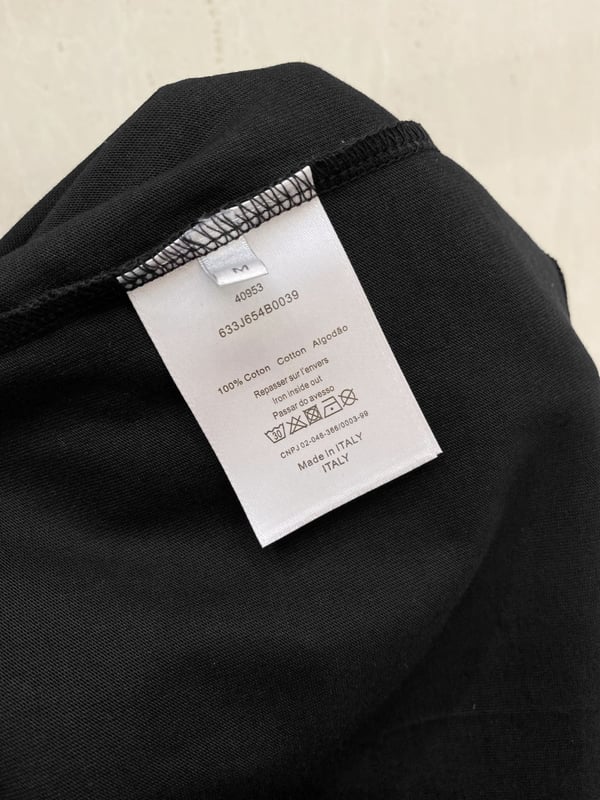 M
40953
633J654B0039
100% Coton Cotton Algodão
Repasser sur l'envers
Iron inside out
Passar do avesso
30
CNPJ 02-046-366/0003-99
Made In ITALY
ITALY